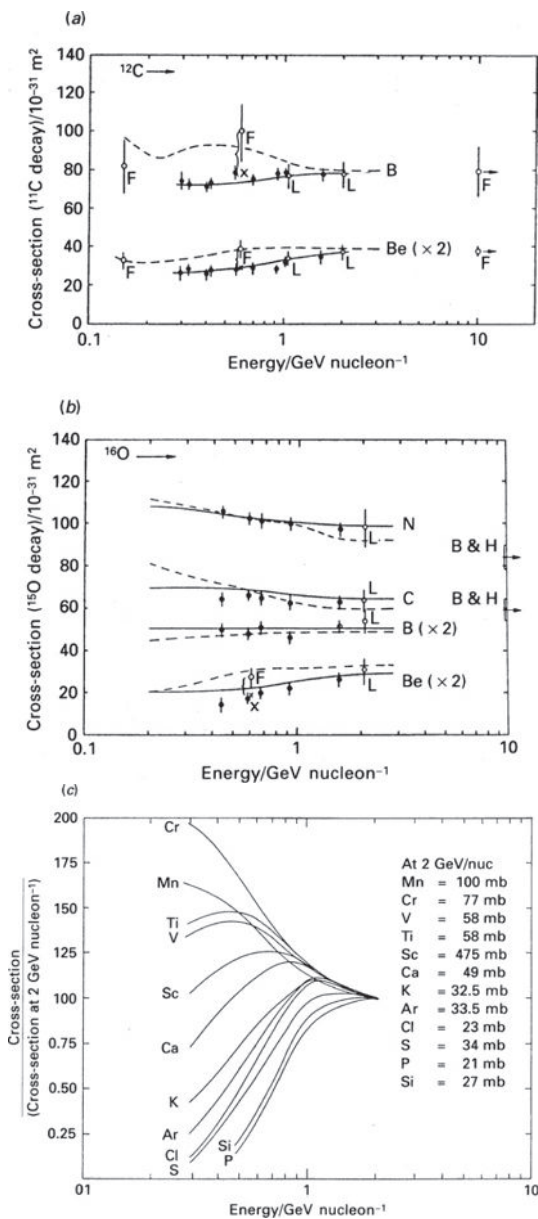 (a)
140
120
100
80
60
40
20
0
Cross-section (¹¹C decay)/10⁻³¹ m²
¹²C
F
F
x
L
L
B
F
F
F
L
L
Be (×2)
F
0.1
1
10
Energy/GeV nucleon⁻¹
(b)
140
120
100
80
60
40
20
0
Cross-section (¹⁵O decay)/10⁻³¹ m²
¹⁶O
N
L
B & H
L
C
B & H
L
B (×2)
F
x
L
Be (×2)
0.1
1
10
Energy/GeV nucleon⁻¹
(c)
200
175
150
125
100
0.75
0.50
0.25
Cross-section
(Cross-section at 2 GeV nucleon⁻¹)
Cr
Mn
Ti
V
Sc
Ca
K
Ar
Cl
S
Si
P
At 2 GeV/nuc
Mn = 100 mb
Cr = 77 mb
V = 58 mb
Ti = 58 mb
Sc = 475 mb
Ca = 49 mb
K = 32.5 mb
Ar = 33.5 mb
Cl = 23 mb
S = 34 mb
P = 21 mb
Si = 27 mb
01
1
10
Energy/GeV nucleon⁻¹